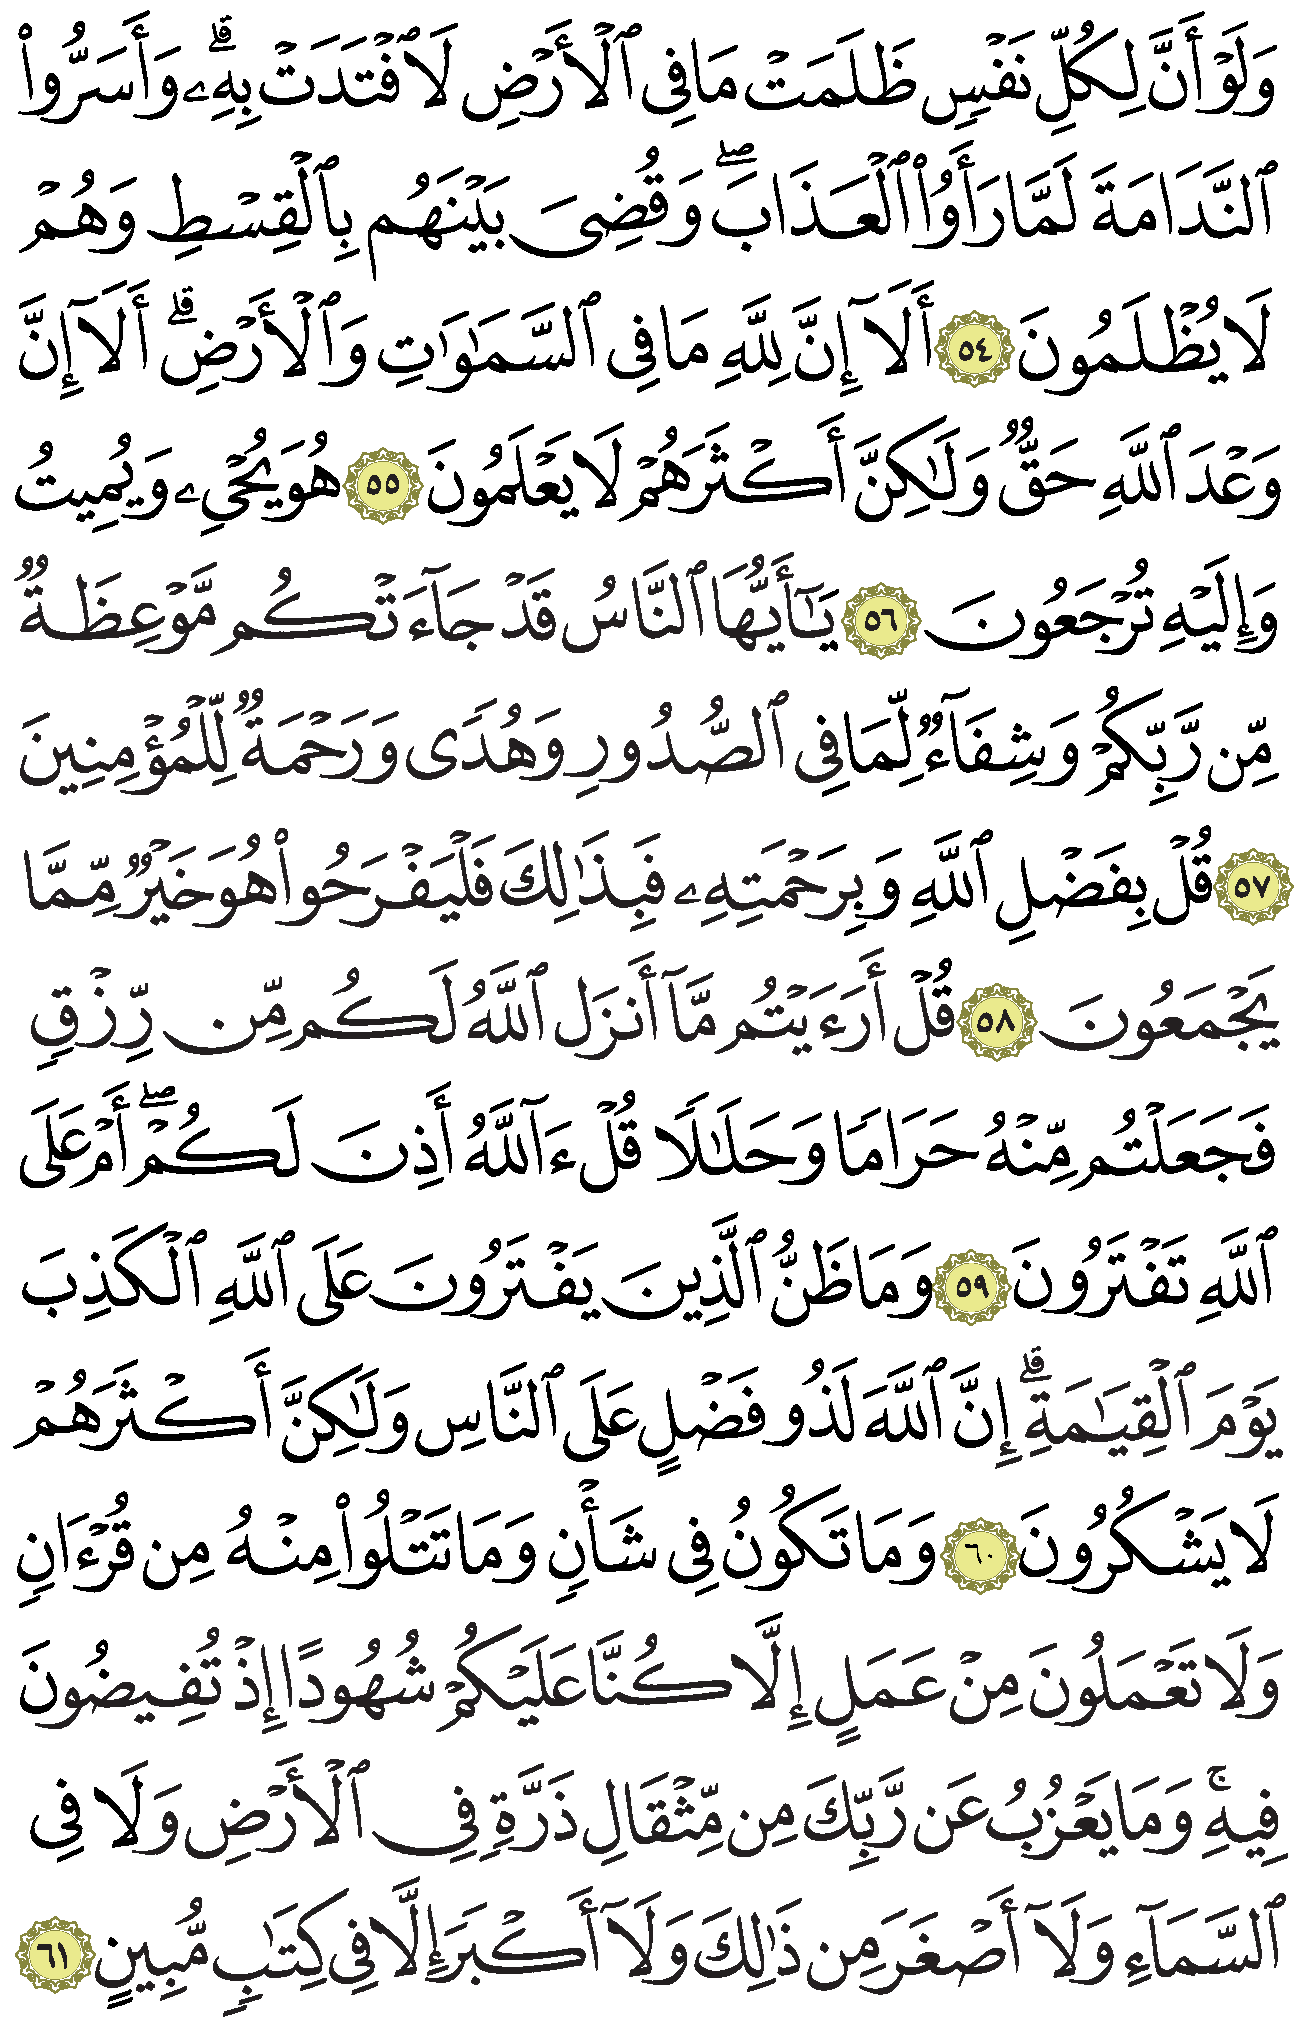 وَلَوْ أَنَّ لِكُلِّ نَفْسٍ ظَلَمَتْ مَا فِي ٱلْأَرْضِ لَٱفْتَدَتْ بِهِۦۗ وَأَسَرُّوا۟
ٱلنَّدَامَةَ لَمَّا رَأَوُا۟ ٱلْعَذَابَۖ وَقُضِىَ بَيْنَهُم بِٱلْقِسْطِ وَهُمْ
لَا يُظْلَمُونَ ٥٤ أَلَآ إِنَّ لِلَّهِ مَا فِى ٱلسَّمَٰوَٰتِ وَٱلْأَرْضِۗ أَلَآ إِنَّ
وَعْدَ ٱللَّهِ حَقٌّ وَلَٰكِنَّ أَكْثَرَهُمْ لَا يَعْلَمُونَ ٥٥ هُوَ يُحْىِۦ وَيُمِيتُ
وَإِلَيْهِ تُرْجَعُونَ ٥٦ يَٰٓأَيُّهَا ٱلنَّاسُ قَدْ جَآءَتْكُم مَّوْعِظَةٌ
مِّن رَّبِّكُمْ وَشِفَآءٌ لِّمَا فِى ٱلصُّدُورِ وَهُدًى وَرَحْمَةٌ لِّلْمُؤْمِنِينَ
٥٧ قُلْ بِفَضْلِ ٱللَّهِ وَبِرَحْمَتِهِۦ فَبِذَٰلِكَ فَلْيَفْرَحُوا۟ هُوَ خَيْرٌ مِّمَّا
يَجْمَعُونَ ٥٨ قُلْ أَرَءَيْتُم مَّآ أَنزَلَ ٱللَّهُ لَكُم مِّن رِّزْقٍ
فَجَعَلْتُم مِّنْهُ حَرَامًا وَحَلَٰلًا قُلْ ءَآللَّهُ أَذِنَ لَكُمْۖ أَمْ عَلَى
ٱللَّهِ تَفْتَرُونَ ٥٩ وَمَا ظَنُّ ٱلَّذِينَ يَفْتَرُونَ عَلَى ٱللَّهِ ٱلْكَذِبَ
يَوْمَ ٱلْقِيَٰمَةِۗ إِنَّ ٱللَّهَ لَذُو فَضْلٍ عَلَى ٱلنَّاسِ وَلَٰكِنَّ أَكْثَرَهُمْ
لَا يَشْكُرُونَ ٦٠ وَمَا تَكُونُ فِى شَأْنٍ وَمَا تَتْلُوا۟ مِنْهُ مِن قُرْءَانٍ
وَلَا تَعْمَلُونَ مِنْ عَمَلٍ إِلَّا كُنَّا عَلَيْكُمْ شُهُودًا إِذْ تُفِيضُونَ
فِيهِۚ وَمَا يَعْزُبُ عَن رَّبِّكَ مِن مِّثْقَالِ ذَرَّةٍ فِى ٱلْأَرْضِ وَلَا فِى
ٱلسَّمَآءِ وَلَآ أَصْغَرَ مِن ذَٰلِكَ وَلَآ أَكْبَرَ إِلَّا فِى كِتَٰبٍ مُّبِينٍ ٦١